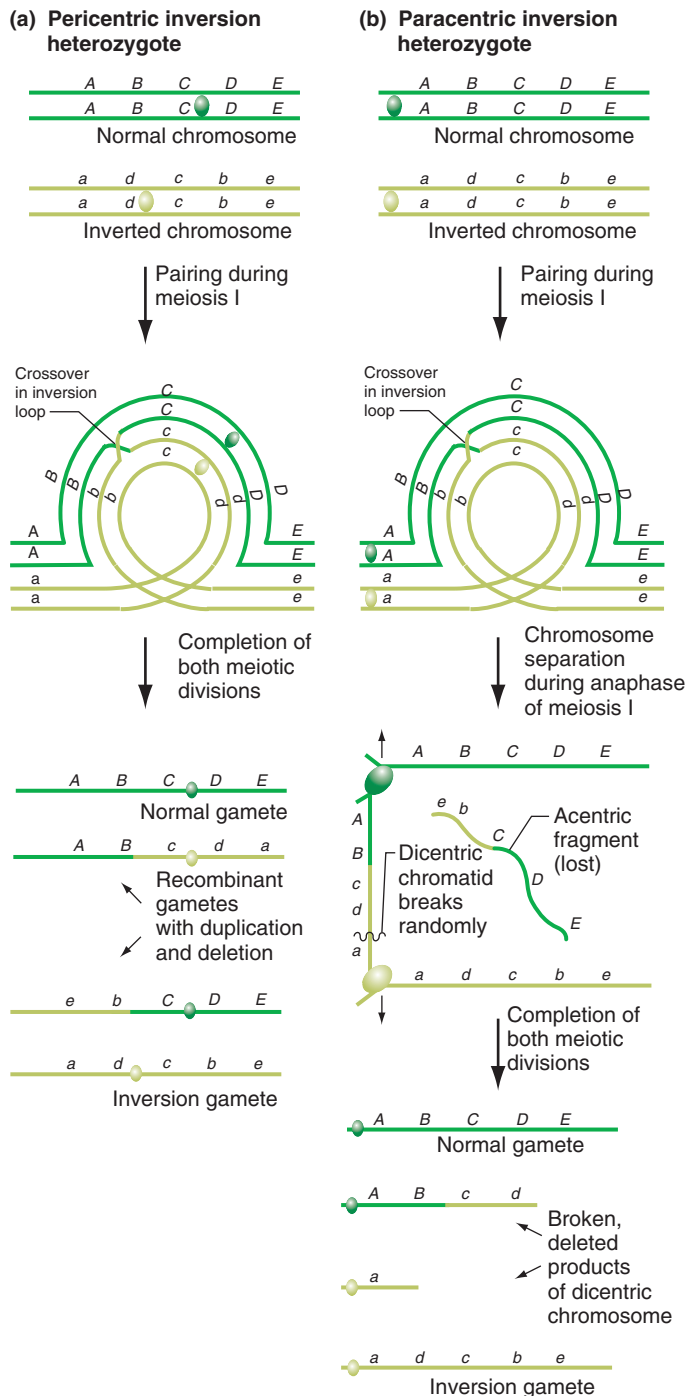 (a) Pericentric inversion
heterozygote
A B C D E
A B C D E
Normal chromosome
a d c b e
a d c b e
Inverted chromosome
Pairing during
meiosis I
Crossover
in inversion
loop
C
C
c
c
B
B
b
b
d
d
D
D
A
A
a
a
E
E
e
e
Completion of
both meiotic
divisions
A B C D E
Normal gamete
A B c d a
Recombinant
gametes
with duplication
and deletion
e b C D E
a d c b e
Inversion gamete
(b) Paracentric inversion
heterozygote
A B C D E
A B C D E
Normal chromosome
a d c b e
a d c b e
Inverted chromosome
Pairing during
meiosis I
Crossover
in inversion
loop
C
C
c
c
B
B
b
b
d
d
D
D
A
A
a
a
E
E
e
e
Chromosome
separation
during anaphase
of meiosis I
A B C D E
A
B
c
d
a
e b C D E
Acentric
fragment
(lost)
Dicentric
chromatid
breaks
randomly
a d c b e
Completion of
both meiotic
divisions
A B C D E
Normal gamete
A B c d
Broken,
deleted
products
of dicentric
chromosome
a
a d c b e
Inversion gamete